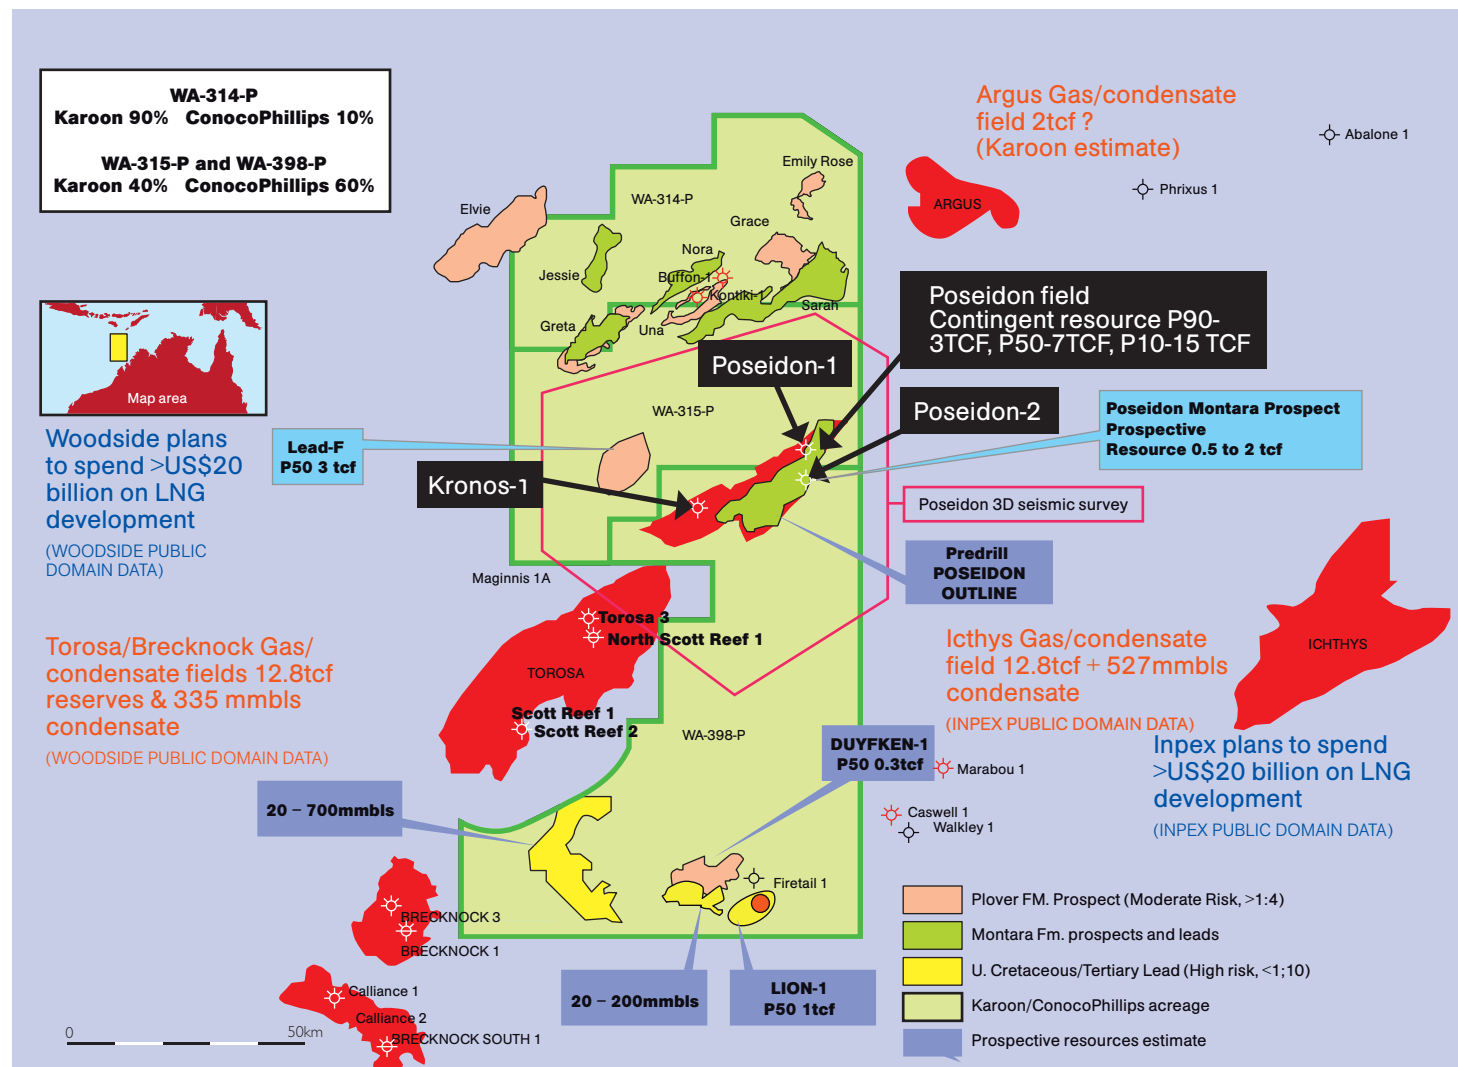 WA-314-P
Karoon 90% ConocoPhillips 10%
WA-315-P and WA-398-P
Karoon 40% ConocoPhillips 60%
Argus Gas/condensate
field 2tcf ?
(Karoon estimate)
Abalone 1
Phrixus 1
ARGUS
Emily Rose
WA-314-P
Elvie
Grace
Nora
Jessie
Buffon-1
Kontiki-1
Sarah
Greta
Una
Map area
Poseidon field
Contingent resource P90-
3TCF, P50-7TCF, P10-15 TCF
Poseidon-1
Poseidon-2
WA-315-P
Poseidon Montara Prospect
Prospective
Resource 0.5 to 2 tcf
Woodside plans
to spend >US$20
billion on LNG
development
(WOODSIDE PUBLIC
DOMAIN DATA)
Lead-F
P50 3 tcf
Kronos-1
Poseidon 3D seismic survey
Predrill
POSEIDON
OUTLINE
Maginnis 1A
Torosa 3
North Scott Reef 1
TOROSA
Scott Reef 1
Scott Reef 2
Torosa/Brecknock Gas/
condensate fields 12.8tcf
reserves & 335 mmbls
condensate
(WOODSIDE PUBLIC DOMAIN DATA)
Icthys Gas/condensate
field 12.8tcf + 527mmbls
condensate
(INPEX PUBLIC DOMAIN DATA)
ICHTHYS
Inpex plans to spend
>US$20 billion on LNG
development
(INPEX PUBLIC DOMAIN DATA)
WA-398-P
DUYFKEN-1
P50 0.3tcf
Marabou 1
Caswell 1
Walkley 1
20 – 700mmbls
Firetail 1
BRECKNOCK 3
BRECKNOCK 1
Calliance 1
Calliance 2
BRECKNOCK SOUTH 1
20 – 200mmbls
LION-1
P50 1tcf
0 50km
Plover FM. Prospect (Moderate Risk, >1:4)
Montara Fm. prospects and leads
U. Cretaceous/Tertiary Lead (High risk, <1;10)
Karoon/ConocoPhillips acreage
Prospective resources estimate